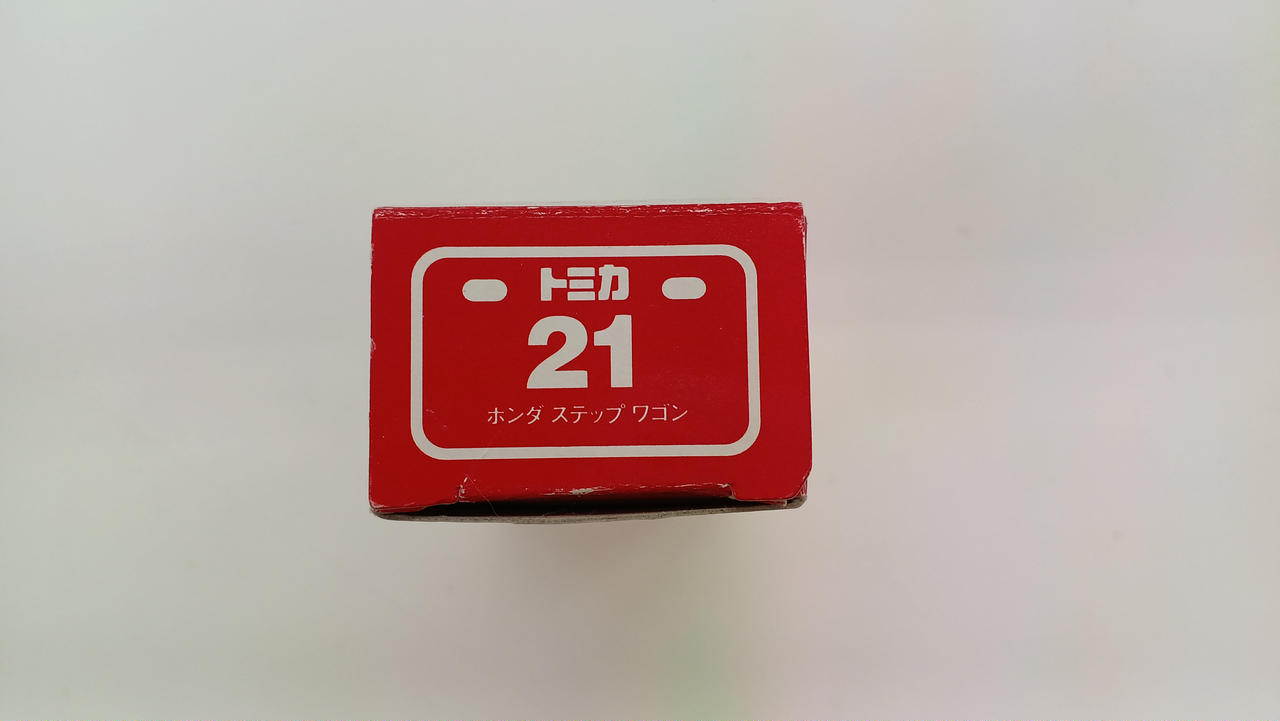 トミカ
21
ホンダ ステップ ワゴン